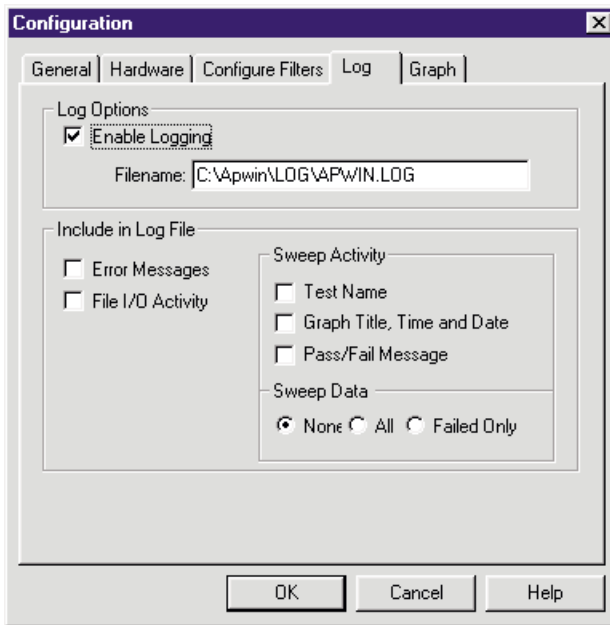 Configuration
General Hardware Configure Filters Log Graph
Log Options
Enable Logging
Filename: C:\Apwin\LOG\APWIN.LOG
Include in Log File
Error Messages
File I/O Activity
Sweep Activity
Test Name
Graph Title, Time and Date
Pass/Fail Message
Sweep Data
None All Failed Only
OK Cancel Help